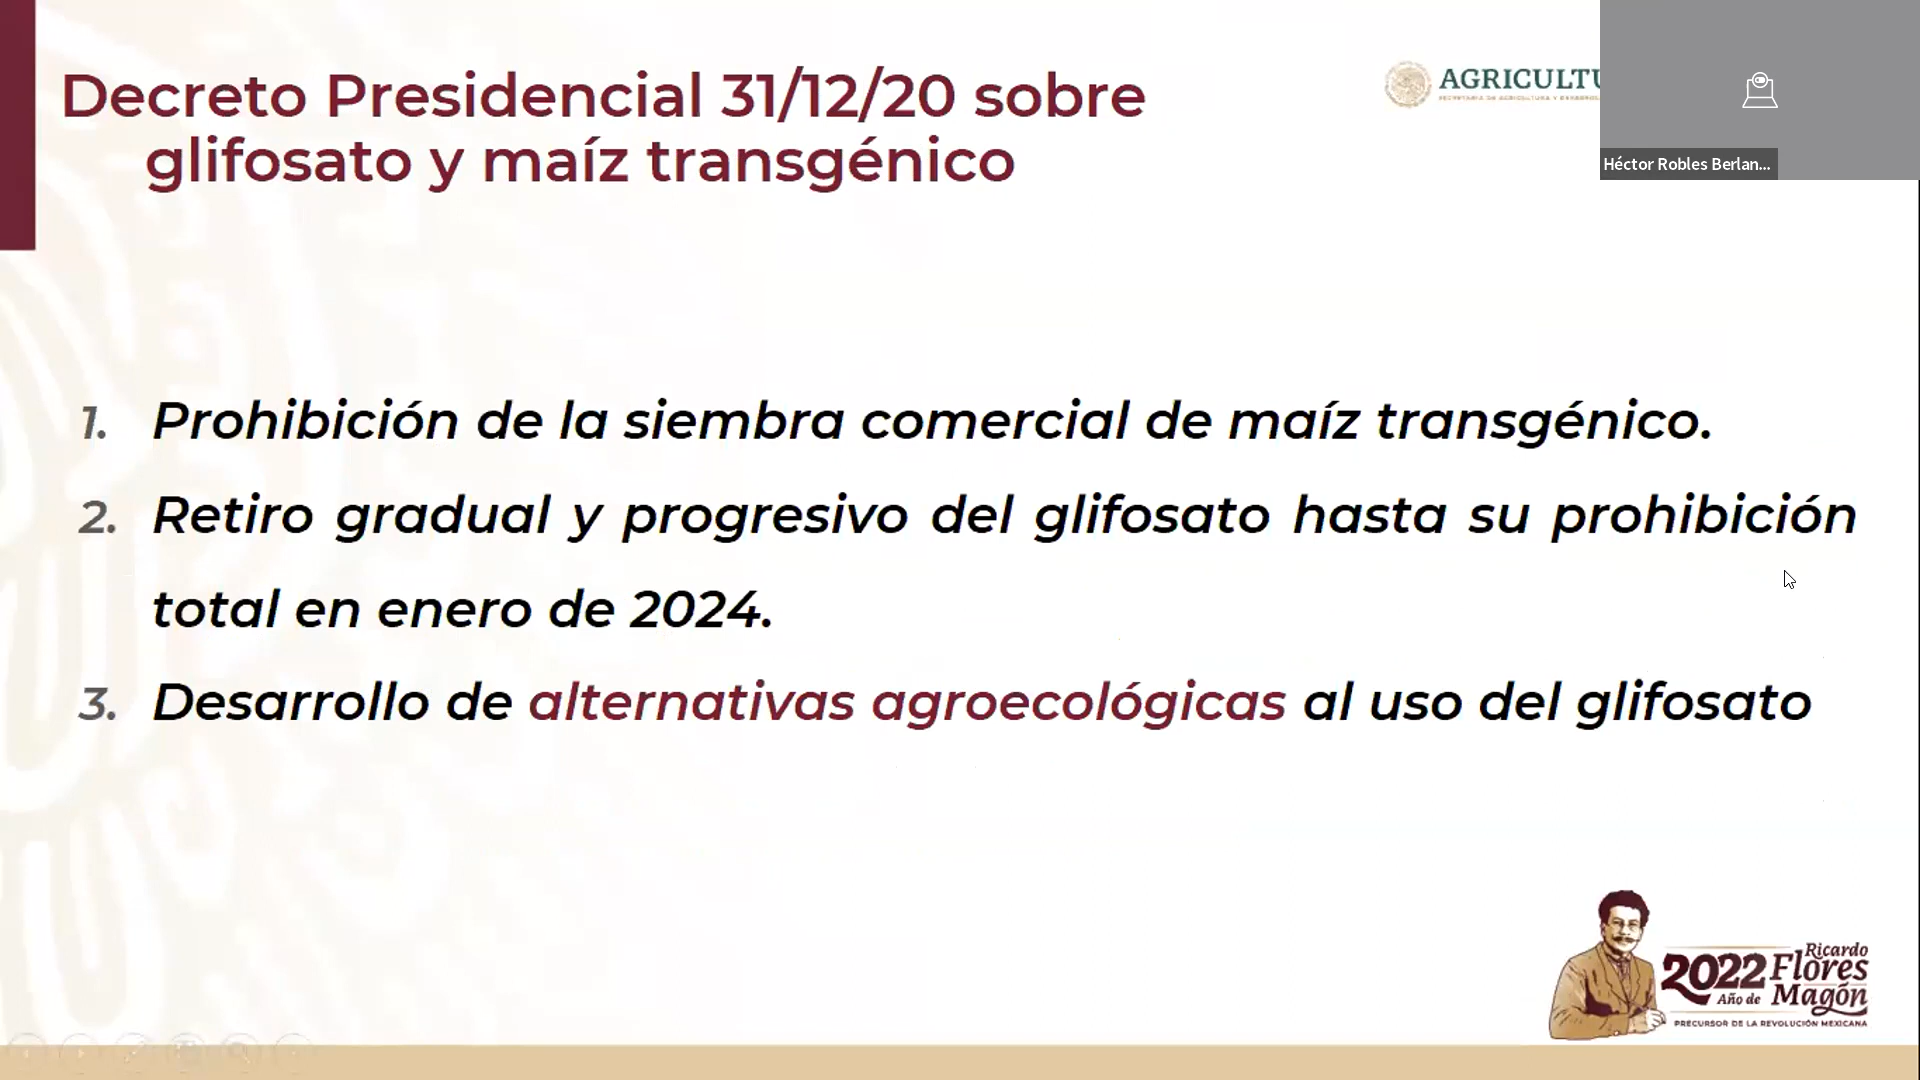 Decreto Presidencial 31/12/20 sobre
glifosato y maíz transgénico
AGRICULTU
Héctor Robles Berlan...
1. Prohibición de la siembra comercial de maíz transgénico.
2. Retiro gradual y progresivo del glifosato hasta su prohibición
total en enero de 2024.
3. Desarrollo de alternativas agroecológicas al uso del glifosato
2022 Ricardo
Flores
Año de Magón
PRECURSOR DE LA REVOLUCIÓN MEXICANA